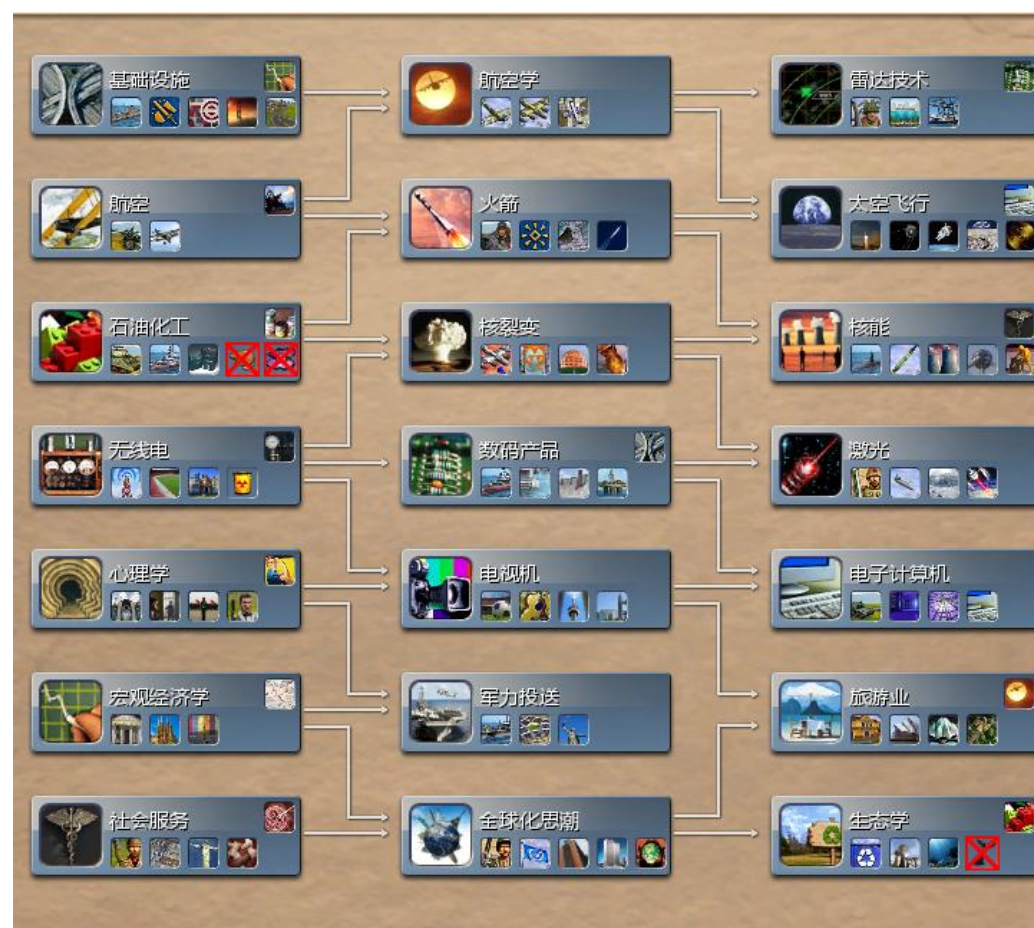 基础设施
航空学
雷达技术
航空
火箭
太空飞行
石油化工
核裂变
核能
无线电
数码产品
激光
心理学
电视机
电子计算机
宏观经济学
军力投送
旅游业
社会服务
全球化思潮
生态学